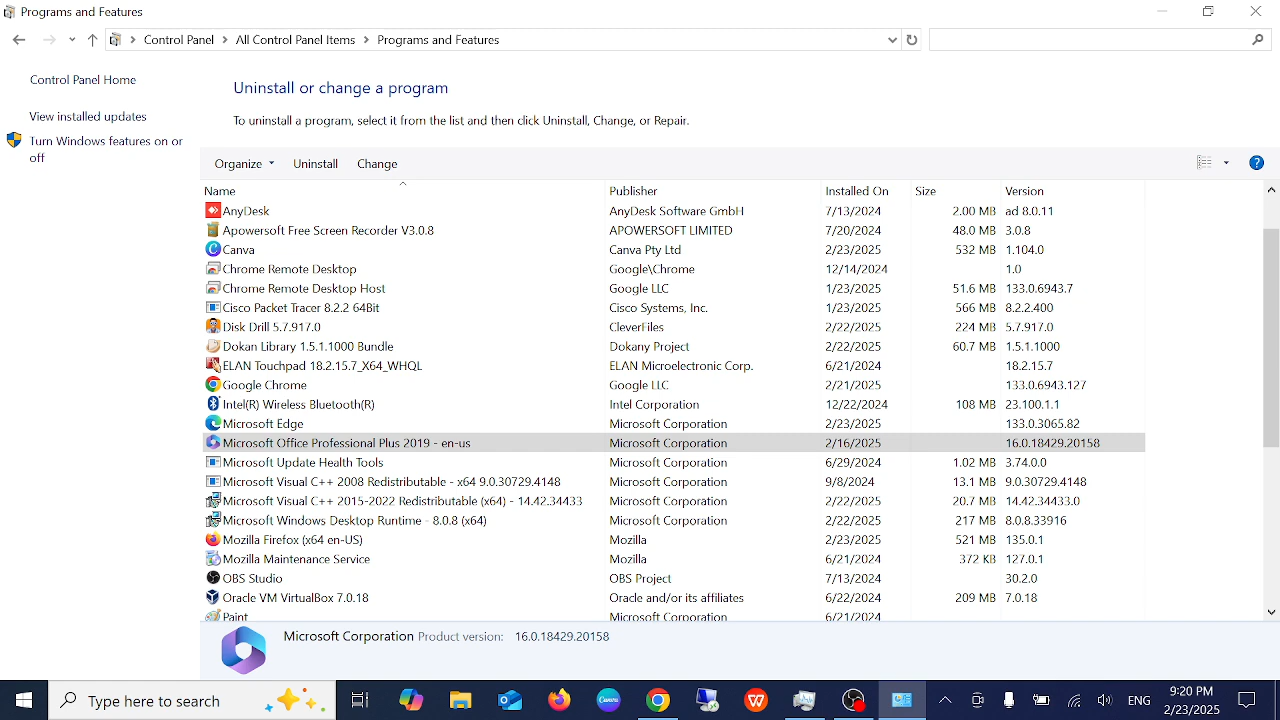 Programs and Features
Control Panel All Control Panel Items Programs and Features
Control Panel Home
View installed updates
Turn Windows features on or
off
Uninstall or change a program
To uninstall a program, select it from the list and then click Uninstall, Change, or Repair.
Organize Uninstall Change
Name Publisher Installed On Size Version
AnyDesk AnyDesk Software GmbH 7/13/2024 2.00 MB ad 8.0.11
Apowersoft Free Screen Recorder V3.0.8 APOWERSOFT LIMITED 7/20/2024 48.0 MB 3.0.8
Canva Canva Pty Ltd 2/23/2025 532 MB 1.104.0
Chrome Remote Desktop Google\Chrome 12/14/2024 1.0
Chrome Remote Desktop Host Google LLC 1/23/2025 51.6 MB 133.0.6943.7
Cisco Packet Tracer 8.2.2 64Bit Cisco Systems, Inc. 1/23/2025 566 MB 8.2.2.400
Disk Drill 5.7.917.0 CleverFiles 2/22/2025 224 MB 5.7.917.0
Dokan Library 1.5.1.1000 Bundle Dokany Project 2/22/2025 60.7 MB 1.5.1.1000
ELAN Touchpad 18.2.15.7_X64_WHQL ELAN Microelectronic Corp. 6/21/2024 18.2.15.7
Google Chrome Google LLC 2/21/2025 133.0.6943.127
Intel(R) Wireless Bluetooth(R) Intel Corporation 12/22/2024 108 MB 23.100.1.1
Microsoft Edge Microsoft Corporation 2/23/2025 133.0.3065.82
Microsoft Office Professional Plus 2019 - en-us Microsoft Corporation 2/16/2025 16.0.18429.20158
Microsoft Update Health Tools Microsoft Corporation 6/29/2024 1.02 MB 3.74.0.0
Microsoft Visual C++ 2008 Redistributable - x64 9.0.30729.4148 Microsoft Corporation 9/8/2024 13.1 MB 9.0.30729.4148
Microsoft Visual C++ 2015-2022 Redistributable (x64) - 14.42.34433 Microsoft Corporation 2/22/2025 20.7 MB 14.42.34433.0
Microsoft Windows Desktop Runtime - 8.0.8 (x64) Microsoft Corporation 2/22/2025 217 MB 8.0.8.33916
Mozilla Firefox (x64 en-US) Mozilla 2/23/2025 521 MB 135.0.1
Mozilla Maintenance Service Mozilla 6/21/2024 372 KB 127.0.1
OBS Studio OBS Project 7/13/2024 30.2.0
Oracle VM VirtualBox 7.0.18 Oracle and/or its affiliates 6/22/2024 209 MB 7.0.18
Paint Microsoft Corporation 6/21/2024
Microsoft Corporation Product version: 16.0.18429.20158
Type here to search
ENG
9:20 PM
2/23/2025